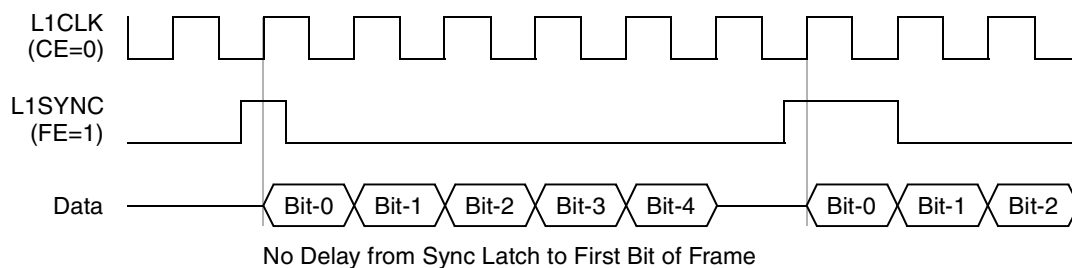 L1CLK
(CE=0)
L1SYNC
(FE=1)
Data
Bit-0 Bit-1 Bit-2 Bit-3 Bit-4 Bit-0 Bit-1 Bit-2
No Delay from Sync Latch to First Bit of Frame